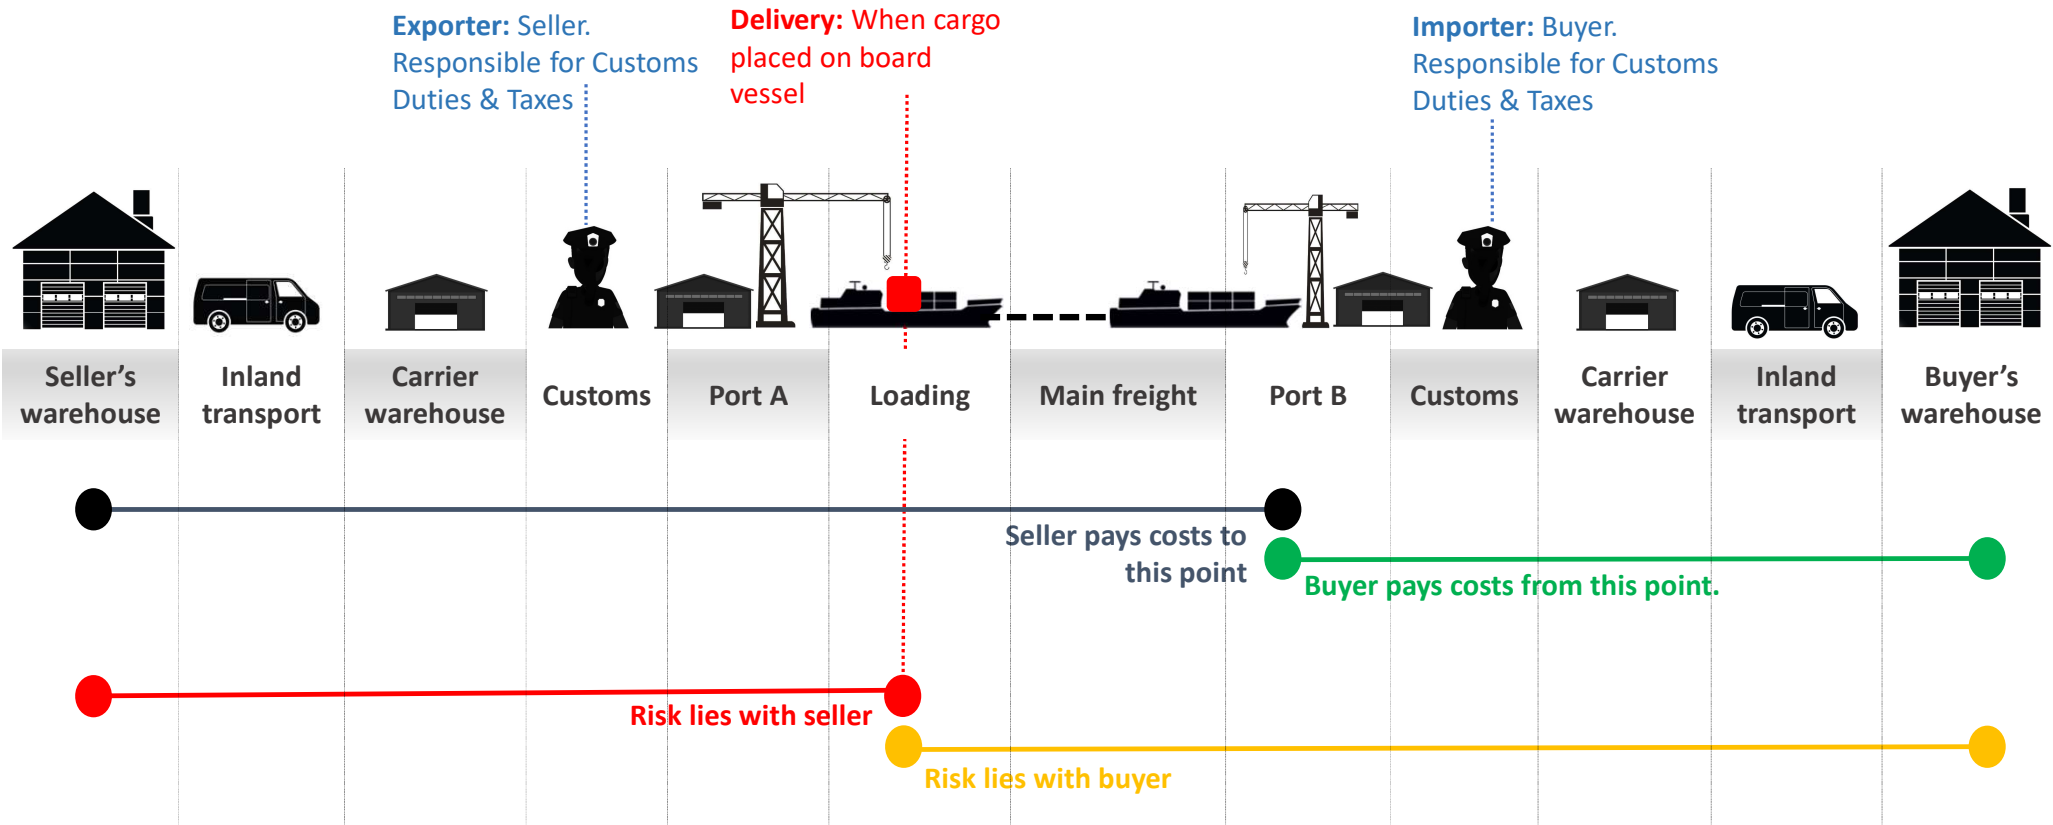 Exporter: Seller.
Responsible for Customs
Duties & Taxes
Delivery: When cargo
placed on board
vessel
Importer: Buyer.
Responsible for Customs
Duties & Taxes
Seller's
warehouse
Inland
transport
Carrier
warehouse
Customs
Port A
Loading
Main freight
Port B
Customs
Carrier
warehouse
Inland
transport
Buyer's
warehouse
Seller pays costs to
this point
Buyer pays costs from this point.
Risk lies with seller
Risk lies with buyer